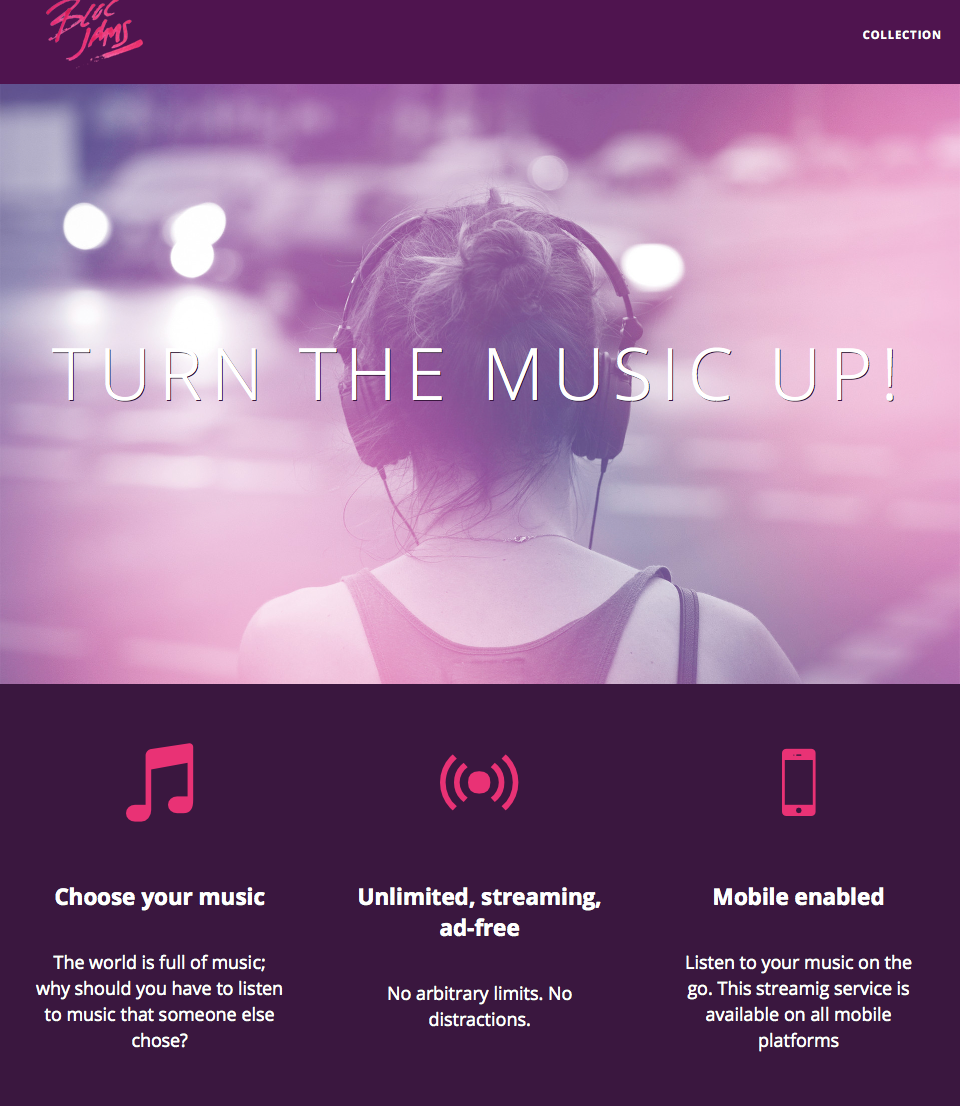 BLOC
JAMS
COLLECTION
TURN THE MUSIC UP!
Choose your music
The world is full of music;
why should you have to listen
to music that someone else
chose?
Unlimited, streaming,
ad-free
No arbitrary limits. No
distractions.
Mobile enabled
Listen to your music on the
go. This streamig service is
available on all mobile
platforms